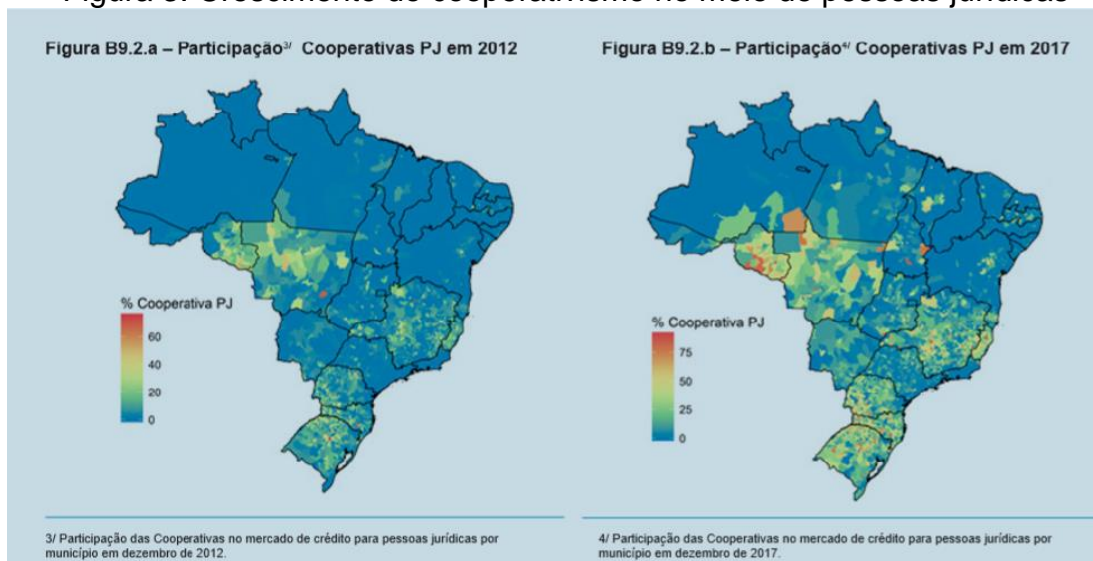 Figura B9.2.a – Participação3/ Cooperativas PJ em 2012
Figura B9.2.b – Participação4/ Cooperativas PJ em 2017
% Cooperativa PJ
60
40
20
0
% Cooperativa PJ
75
50
25
0
3/ Participação das Cooperativas no mercado de crédito para pessoas jurídicas por
município em dezembro de 2012.
4/ Participação das Cooperativas no mercado de crédito para pessoas jurídicas por
município em dezembro de 2017.